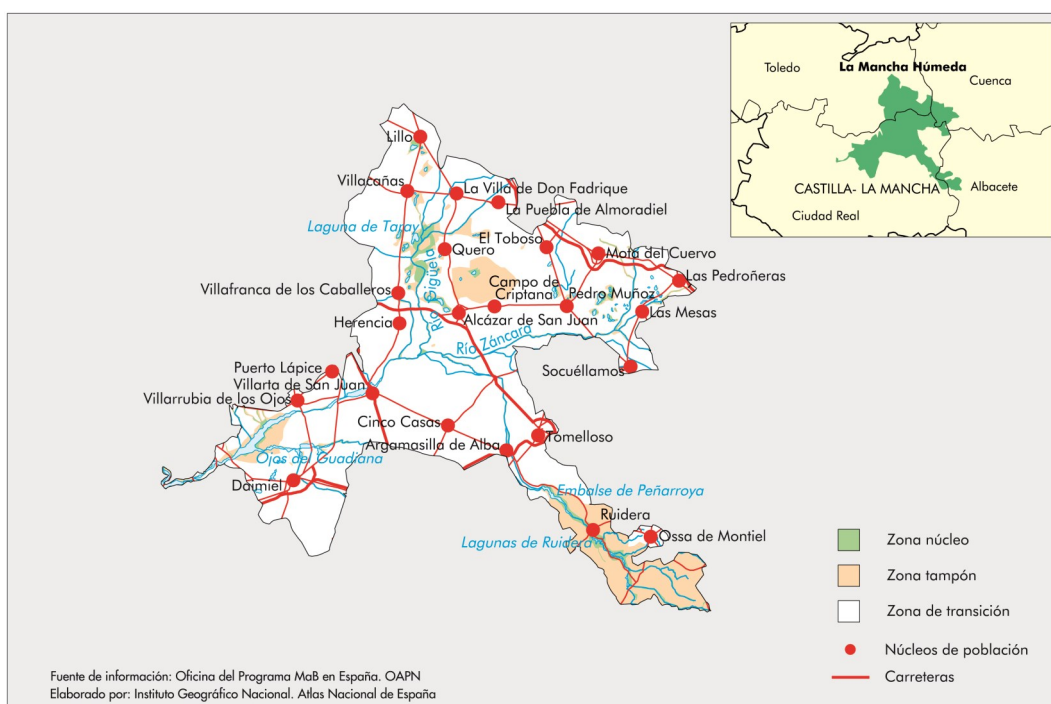 Toledo
La Mancha Húmeda
Cuenca
CASTILLA- LA MANCHA
Albacete
Ciudad Real
Lillo
Villacañas
La Villa de Don Fadrique
La Puebla de Almoradiel
Laguna de Taray
El Toboso
Quero
Mota del Cuervo
Río Gigüela
Las Pedroñeras
Villafranca de los Caballeros
Campo de
Criptana
Pedro Muñoz
Alcázar de San Juan
Las Mesas
Herencia
Río Záncara
Socuéllamos
Puerto Lápice
Villarta de San Juan
Villarrubia de los Ojos
Cinco Casas
Tomelloso
Argamasilla de Alba
Ojos del Guadiana
Daimiel
Embalse de Peñarroya
Ruidera
Ossa de Montiel
Lagunas de Ruidera
Zona núcleo
Zona tampón
Zona de transición
Núcleos de población
Carreteras
Fuente de información: Oficina del Programa MaB en España. OAPN
Elaborado por: Instituto Geográfico Nacional. Atlas Nacional de España